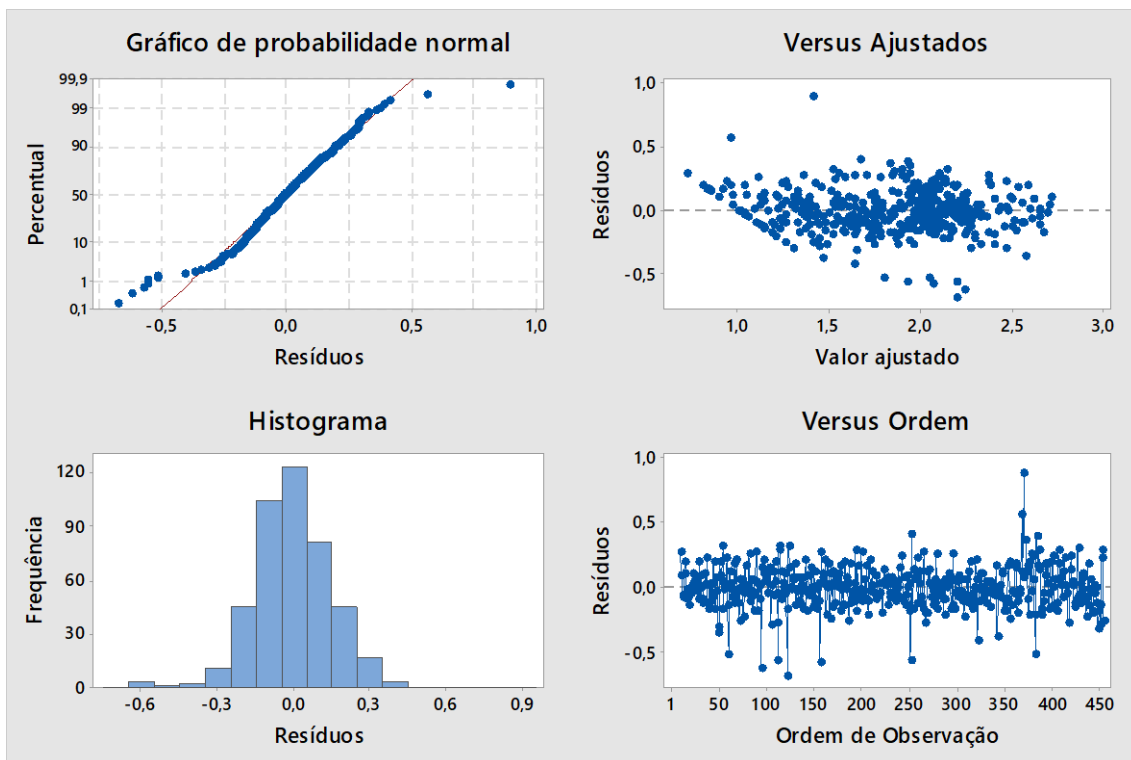 Gráfico de probabilidade normal
99,9
99
90
50
10
1
0,1
Percentual
-0,5 0,0 0,5 1,0
Resíduos
Versus Ajustados
1,0
0,5
0,0
-0,5
Resíduos
1,0 1,5 2,0 2,5 3,0
Valor ajustado
Histograma
120
90
60
30
0
Frequência
-0,6 -0,3 0,0 0,3 0,6 0,9
Resíduos
Versus Ordem
1,0
0,5
0,0
-0,5
Resíduos
1 50 100 150 200 250 300 350 400 450
Ordem de Observação